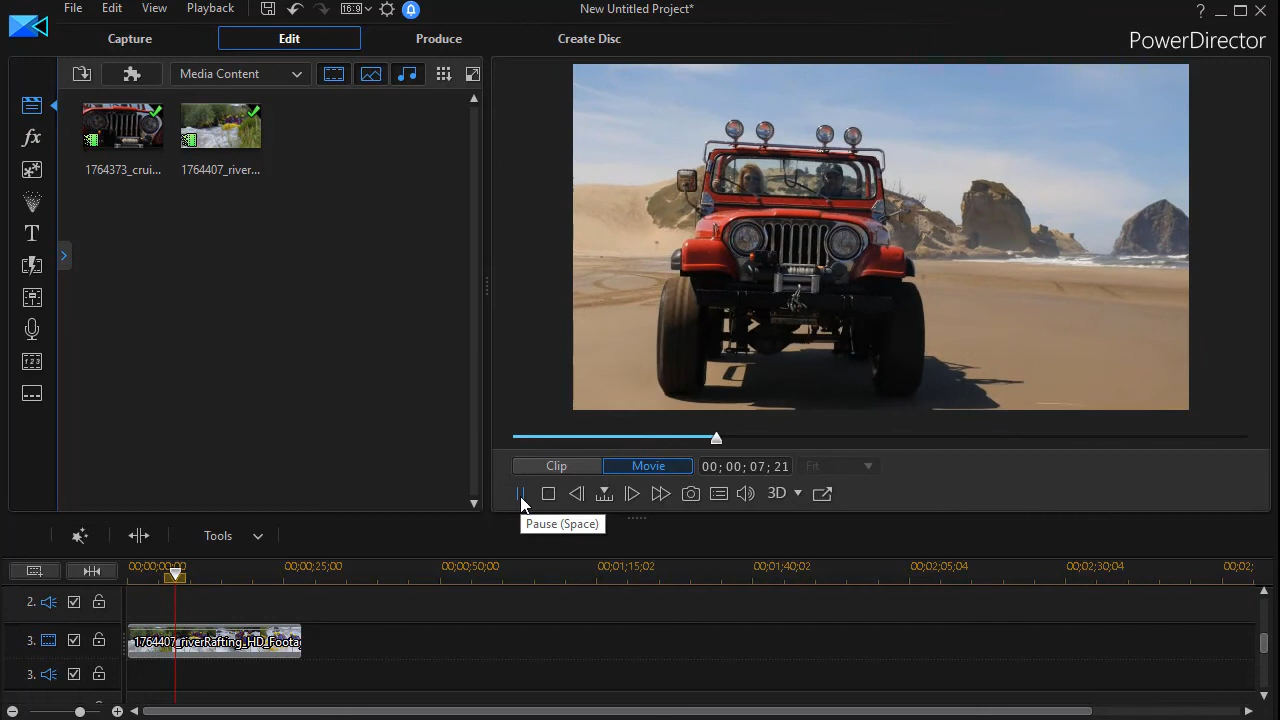 File Edit View Playback 16:9 New Untitled Project* ?
Capture Edit Produce Create Disc PowerDirector
Media Content
1764373_crui... 1764407_river...
fx
T
Clip Movie 00; 00; 07; 21 Fit
3D
Pause (Space)
Tools
00;00;00;00 00;00;25;00 00;00;50;00 00;01;15;02 00;01;40;02 00;02;05;04 00;02;30;04 00;02;
2.
3. 1764407_riverRafting_HD_Foota
3.